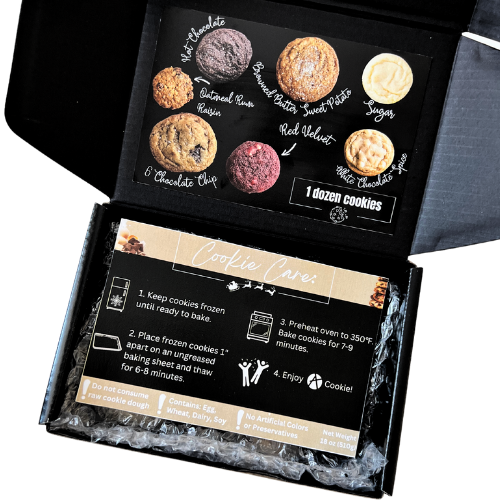 Hot Chocolate
Oatmeal Rum
Raisin
Browned Butter Sweet Potato
Sugar
6 Chocolate Chip
Red Velvet
White Chocolate Spice
1 dozen cookies
Cookie Care:
1. Keep cookies frozen
until ready to bake.
2. Place frozen cookies 1"
apart on an ungreased
baking sheet and thaw
for 6-8 minutes.
3. Preheat oven to 350°F.
Bake cookies for 7-9
minutes.
4. Enjoy Cookie!
! Do not consume
raw cookie dough
! Contains: Egg,
Wheat, Dairy, Soy
! No Artificial Colors
or Preservatives
Net Weight
28 oz (510g)